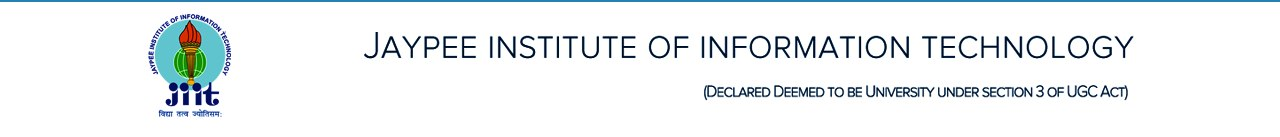 JAYPEE INSTITUTE OF INFORMATION TECHNOLOGY
jiit
विद्या तत्व ज्योतिसम:
JAYPEE INSTITUTE OF INFORMATION TECHNOLOGY
(DECLARED DEEMED TO BE UNIVERSITY UNDER SECTION 3 OF UGC ACT)